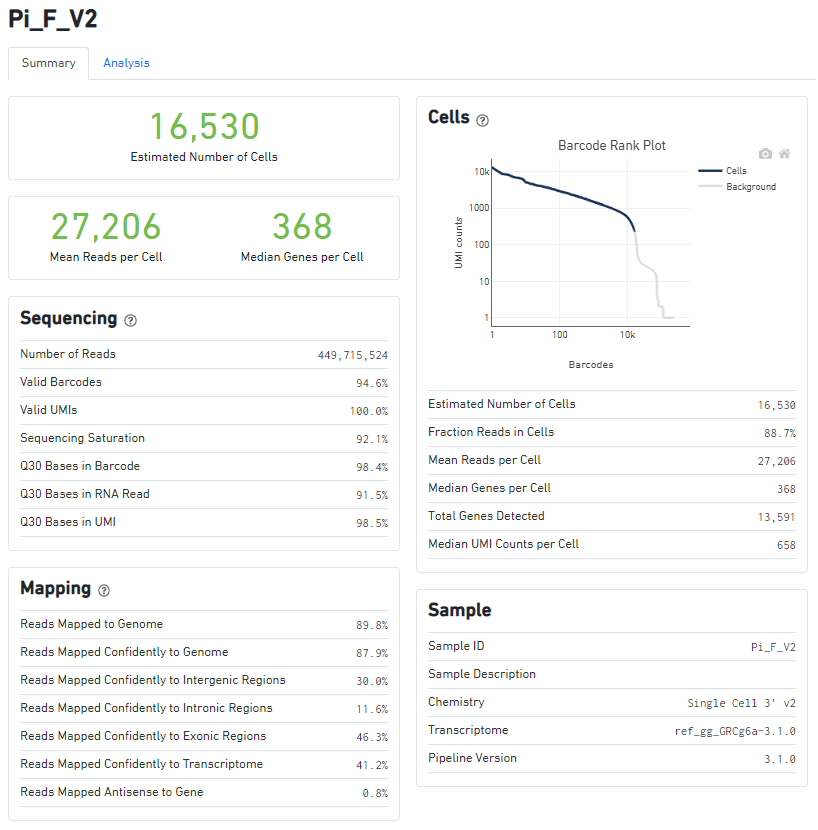 Pi_F_V2
Summary Analysis
16,530
Estimated Number of Cells
27,206 368
Mean Reads per Cell Median Genes per Cell
Sequencing ?
Number of Reads 449,715,524
Valid Barcodes 94.6%
Valid UMIs 100.0%
Sequencing Saturation 92.1%
Q30 Bases in Barcode 98.4%
Q30 Bases in RNA Read 91.5%
Q30 Bases in UMI 98.5%
Mapping ?
Reads Mapped to Genome 89.8%
Reads Mapped Confidently to Genome 87.9%
Reads Mapped Confidently to Intergenic Regions 30.0%
Reads Mapped Confidently to Intronic Regions 11.6%
Reads Mapped Confidently to Exonic Regions 46.3%
Reads Mapped Confidently to Transcriptome 41.2%
Reads Mapped Antisense to Gene 0.8%
Cells ?
Barcode Rank Plot
Cells
Background
10k
1000
100
10
1
UMI counts
1 100 10k
Barcodes
Estimated Number of Cells 16,530
Fraction Reads in Cells 88.7%
Mean Reads per Cell 27,206
Median Genes per Cell 368
Total Genes Detected 13,591
Median UMI Counts per Cell 658
Sample
Sample ID Pi_F_V2
Sample Description
Chemistry Single Cell 3' v2
Transcriptome ref_gg_GRCg6a-3.1.0
Pipeline Version 3.1.0